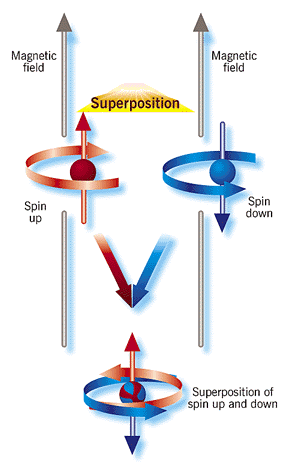 Magnetic
field
Magnetic
field
Superposition
Spin
up
Spin
down
Superposition of
spin up and down